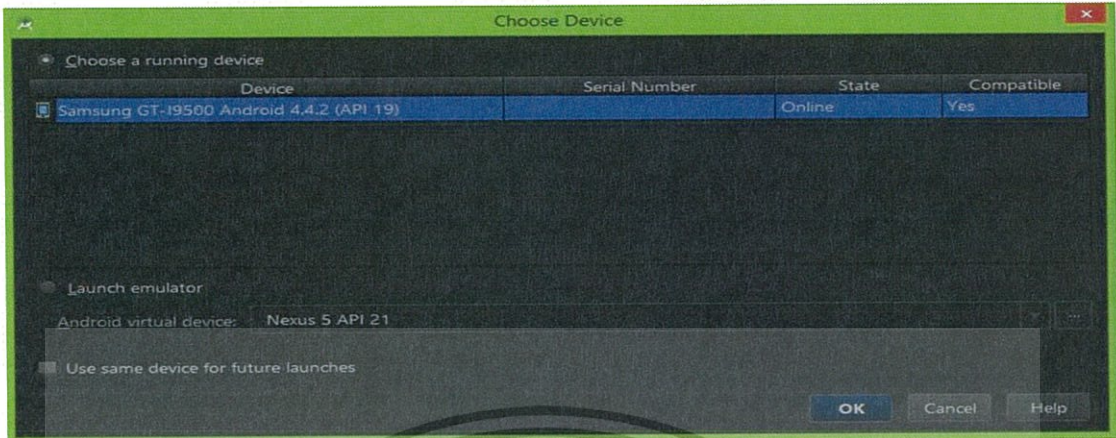 Choose Device
Choose a running device
Device Serial Number State Compatible
Samsung GT-I9500 Android 4.4.2 (API 19) Online Yes
Launch emulator
Android virtual device: Nexus 5 API 21 ...
Use same device for future launches
OK Cancel Help